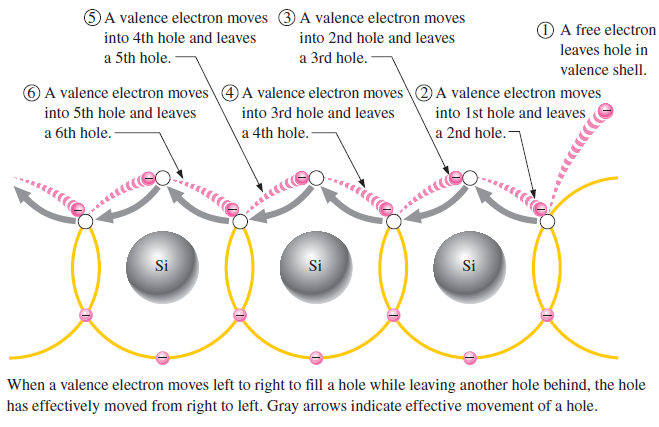 ⑤ A valence electron moves
into 4th hole and leaves
a 5th hole.
③ A valence electron moves
into 2nd hole and leaves
a 3rd hole.
① A free electron
leaves hole in
valence shell.
⑥ A valence electron moves
into 5th hole and leaves
a 6th hole.
④ A valence electron moves
into 3rd hole and leaves
a 4th hole.
② A valence electron moves
into 1st hole and leaves
a 2nd hole.
Si
Si
Si
When a valence electron moves left to right to fill a hole while leaving another hole behind, the hole
has effectively moved from right to left. Gray arrows indicate effective movement of a hole.